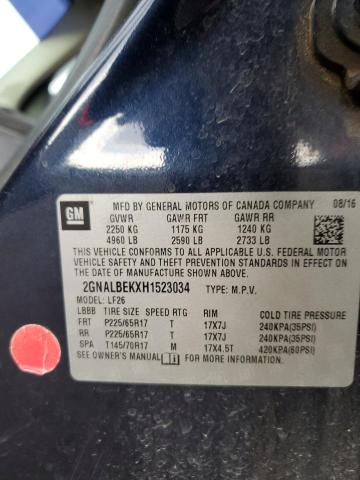 GM
MFD BY GENERAL MOTORS OF CANADA COMPANY 08/16
GVWR GAWR FRT GAWR RR
2250 KG 1175 KG 1240 KG
4960 LB 2590 LB 2733 LB
THIS VEHICLE CONFORMS TO ALL APPLICABLE U.S. FEDERAL MOTOR
VEHICLE SAFETY AND THEFT PREVENTION STANDARDS IN EFFECT
ON THE DATE OF MANUFACTURE SHOWN ABOVE.
2GNALBEKXH1523034 TYPE: M.P.V.
MODEL: LF26
LBBB TIRE SIZE SPEED RTG RIM COLD TIRE PRESSURE
FRT P225/65R17 T 17X7J 240KPA(35PSI)
RR P225/65R17 T 17X7J 240KPA(35PSI)
SPA T145/70R17 M 17X4.5T 420KPA(60PSI)
SEE OWNER'S MANUAL FOR MORE INFORMATION.